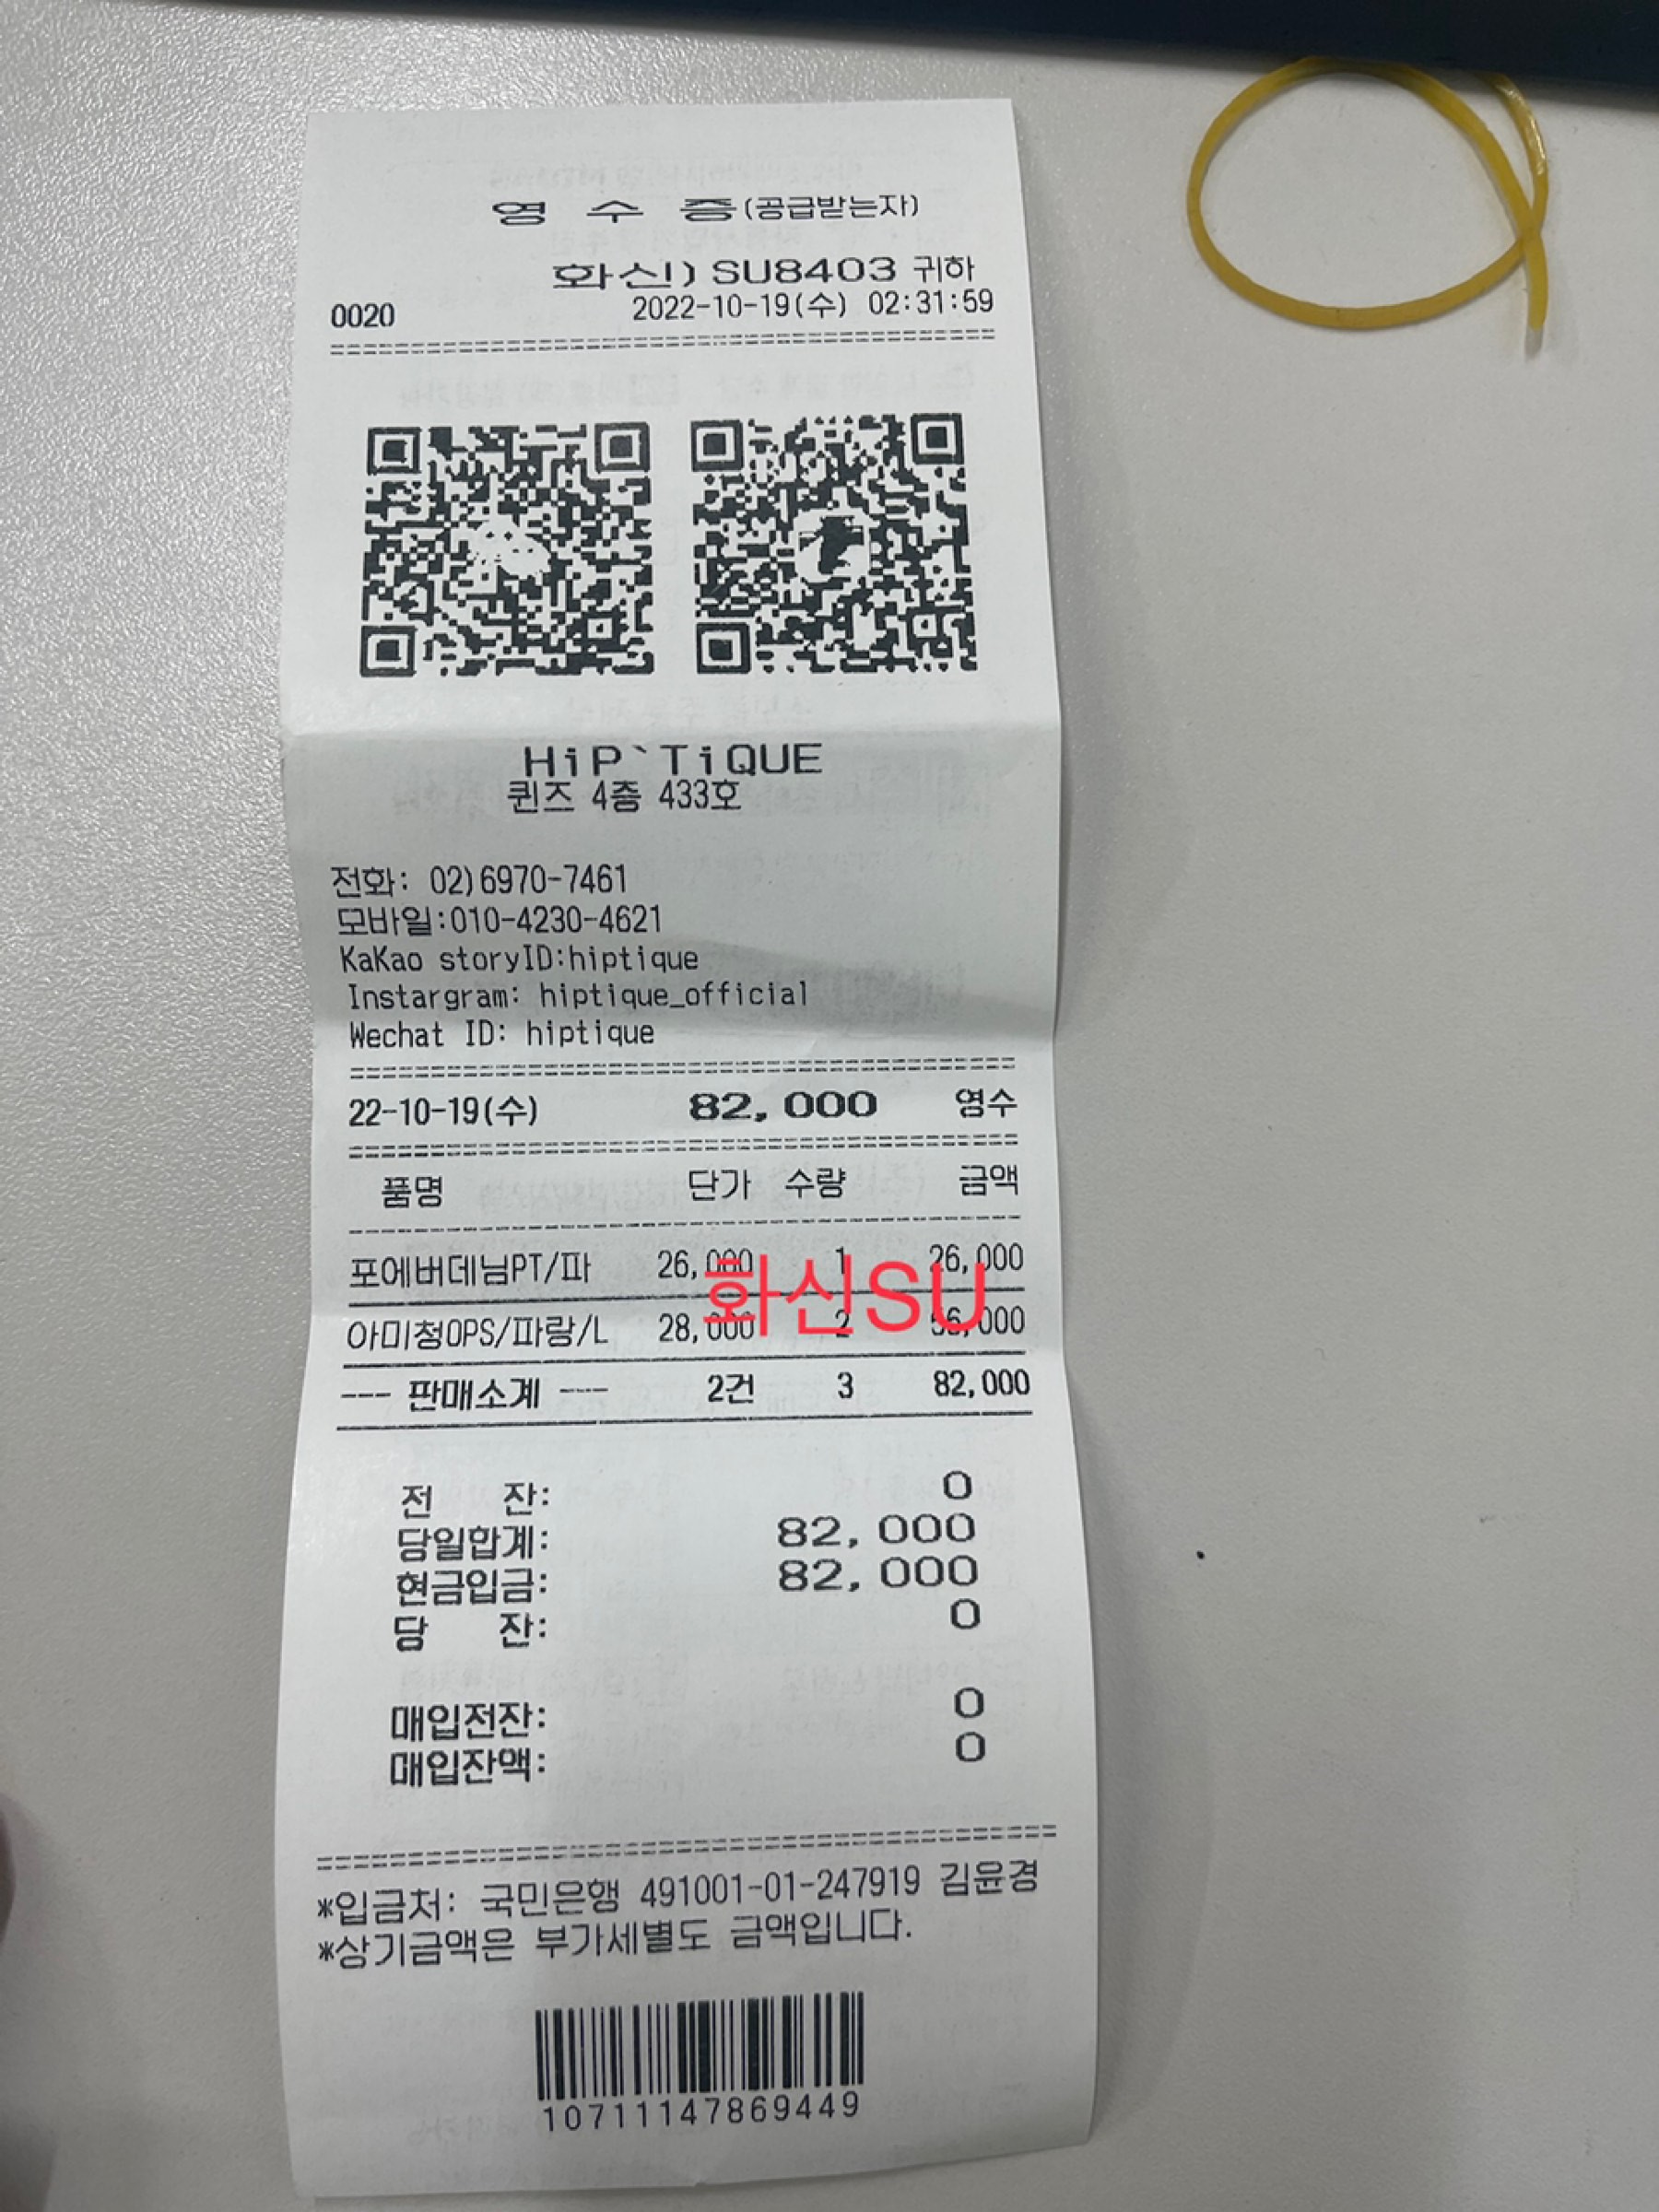 영 수 증(공급받는자)
화신) SU8403 귀하
0020 2022-10-19(수) 02:31:59
HiP`TiQUE
퀸즈 4층 433호
전화: 02)6970-7461
모바일:010-4230-4621
KaKao storyID:hiptique
Instargram: hiptique_official
Wechat ID: hiptique
22-10-19(수) 82,000 영수
품명 단가 수량 금액
포에버데님PT/파 26,000 1 26,000
화신SU
아미청OPS/파랑/L 28,000 2 56,000
--- 판매소계 --- 2건 3 82,000
전 잔: 0
당일합계: 82,000
현금입금: 82,000
당 잔: 0
매입전잔: 0
매입잔액: 0
*입금처: 국민은행 491001-01-247919 김윤경
*상기금액은 부가세별도 금액입니다.
10711147869449